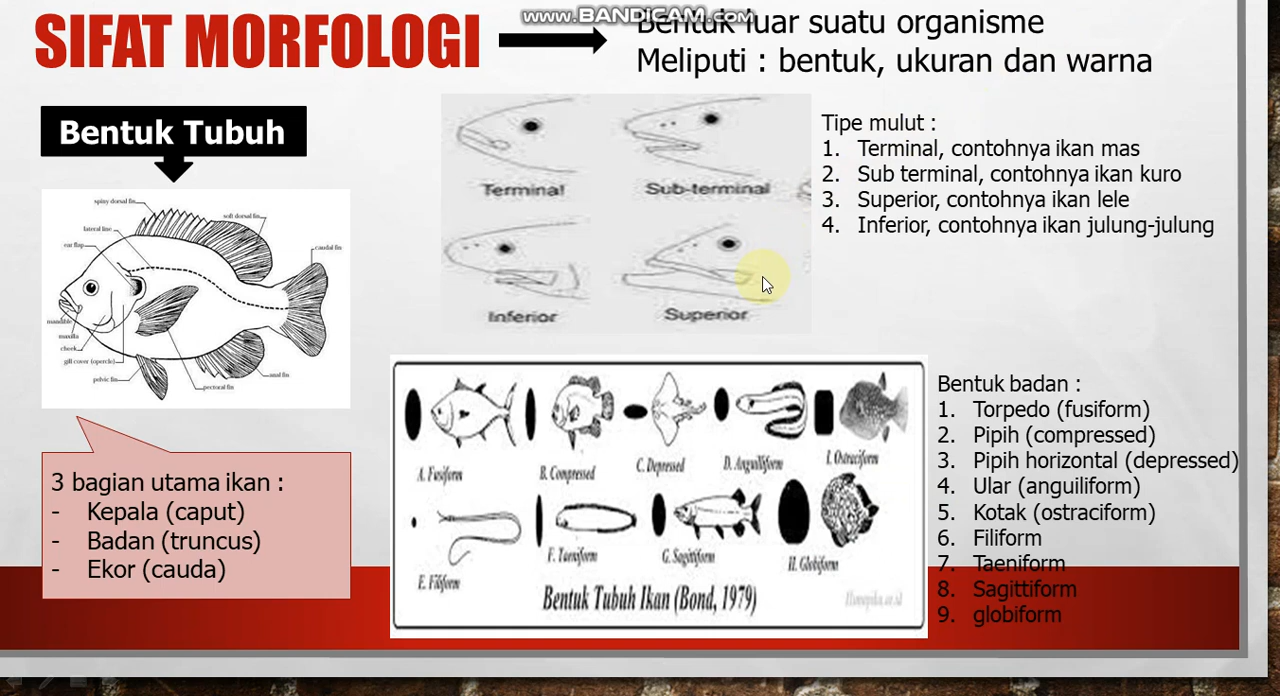 www.BANDICAM.com
SIFAT MORFOLOGI
Bentuk luar suatu organisme
Meliputi : bentuk, ukuran dan warna
Bentuk Tubuh
spiny dorsal fin
soft dorsal fin
lateral line
ear flap
caudal fin
mandible
maxilla
cheek
gill cover (opercle)
pelvic fin
pectoral fin
anal fin
Terminal
Sub-terminal
Inferior
Superior
Tipe mulut :
1. Terminal, contohnya ikan mas
2. Sub terminal, contohnya ikan kuro
3. Superior, contohnya ikan lele
4. Inferior, contohnya ikan julung-julung
3 bagian utama ikan :
- Kepala (caput)
- Badan (truncus)
- Ekor (cauda)
A. Fusiform
B. Compressed
C. Depressed
D. Anguilliform
I. Ostraciform
E. Filiform
F. Taeniform
G. Sagittiform
H. Globiform
Bentuk Tubuh Ikan (Bond, 1979)
Bentuk badan :
1. Torpedo (fusiform)
2. Pipih (compressed)
3. Pipih horizontal (depressed)
4. Ular (anguiliform)
5. Kotak (ostraciform)
6. Filiform
7. Taeniform
8. Sagittiform
9. globiform